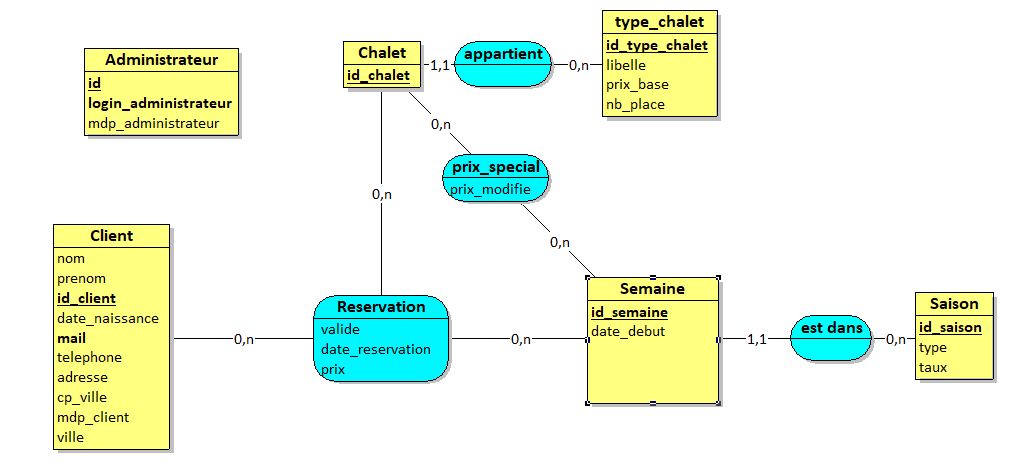 Administrateur
id
login_administrateur
mdp_administrateur
Chalet
id_chalet
1,1
appartient
0,n
type_chalet
id_type_chalet
libelle
prix_base
nb_place
0,n
prix_special
prix_modifie
0,n
0,n
Client
nom
prenom
id_client
date_naissance
mail
telephone
adresse
cp_ville
mdp_client
ville
0,n
Reservation
valide
date_reservation
prix
0,n
Semaine
id_semaine
date_debut
1,1
est dans
0,n
Saison
id_saison
type
taux